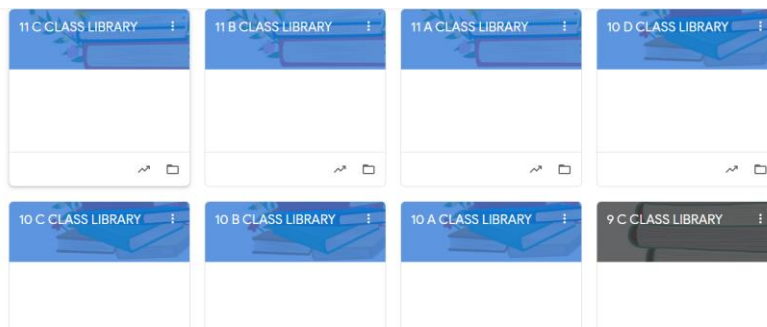 11 C CLASS LIBRARY
11 B CLASS LIBRARY
11 A CLASS LIBRARY
10 D CLASS LIBRARY
10 C CLASS LIBRARY
10 B CLASS LIBRARY
10 A CLASS LIBRARY
9 C CLASS LIBRARY